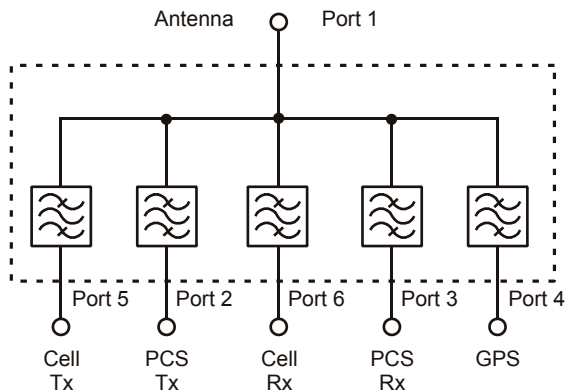 Antenna Port 1
Port 5 Port 2 Port 6 Port 3 Port 4
Cell PCS Cell PCS GPS
Tx Tx Rx Rx